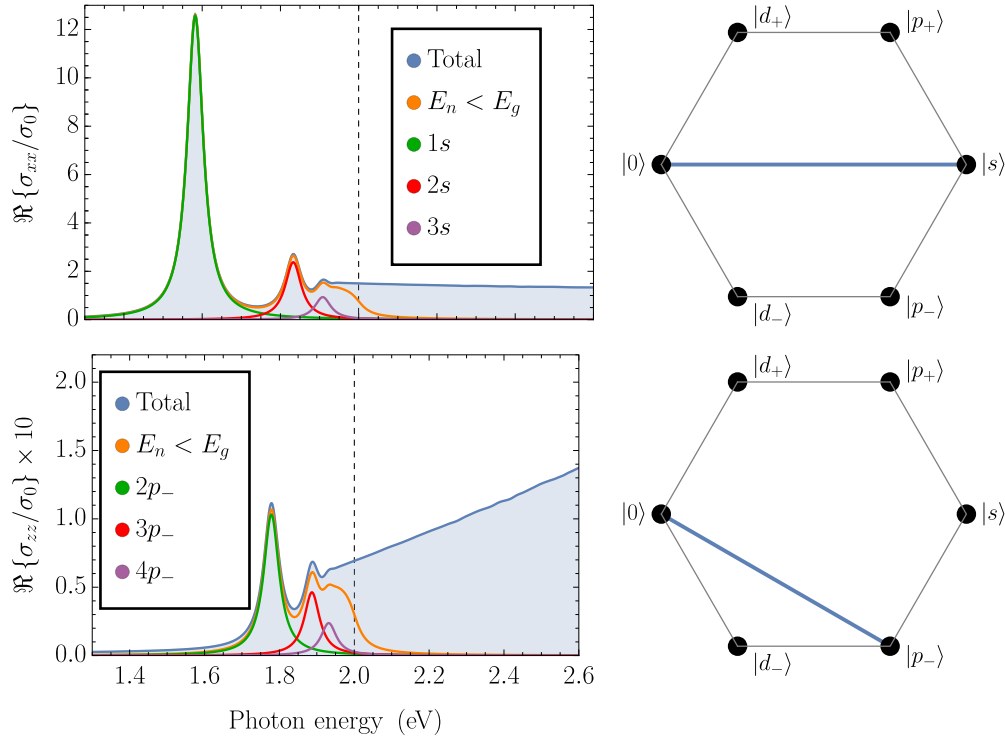 ℜ{σxx/σ0}
12
10
8
6
4
2
0
Total
En < Eg
1s
2s
3s
|d+⟩
|p+⟩
|0⟩
|s⟩
|d−⟩
|p−⟩
ℜ{σzz/σ0} × 10
2.0
1.5
1.0
0.5
0.0
Total
En < Eg
2p−
3p−
4p−
1.4 1.6 1.8 2.0 2.2 2.4 2.6
Photon energy (eV)
|d+⟩
|p+⟩
|0⟩
|s⟩
|d−⟩
|p−⟩